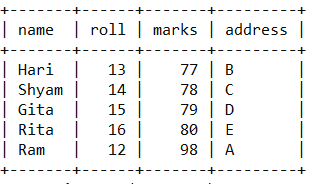 +-------+------+-------+---------+
| name  | roll | marks | address |
+-------+------+-------+---------+
| Hari  |   13 |    77 | B       |
| Shyam |   14 |    78 | C       |
| Gita  |   15 |    79 | D       |
| Rita  |   16 |    80 | E       |
| Ram   |   12 |    98 | A       |
+-------+------+-------+---------+